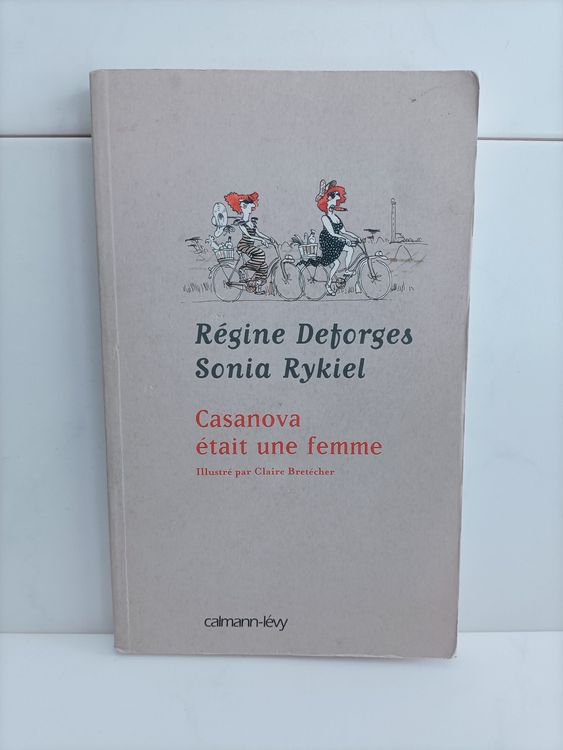 Régine Deforges
Sonia Rykiel
Casanova
était une femme
Illustré par Claire Bretécher
calmann-lévy